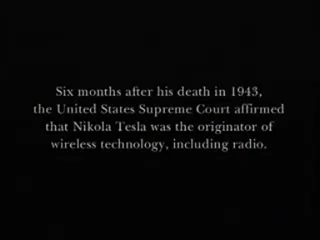 Six months after his death in 1943,
the United States Supreme Court affirmed
that Nikola Tesla was the originator of
wireless technology, including radio.